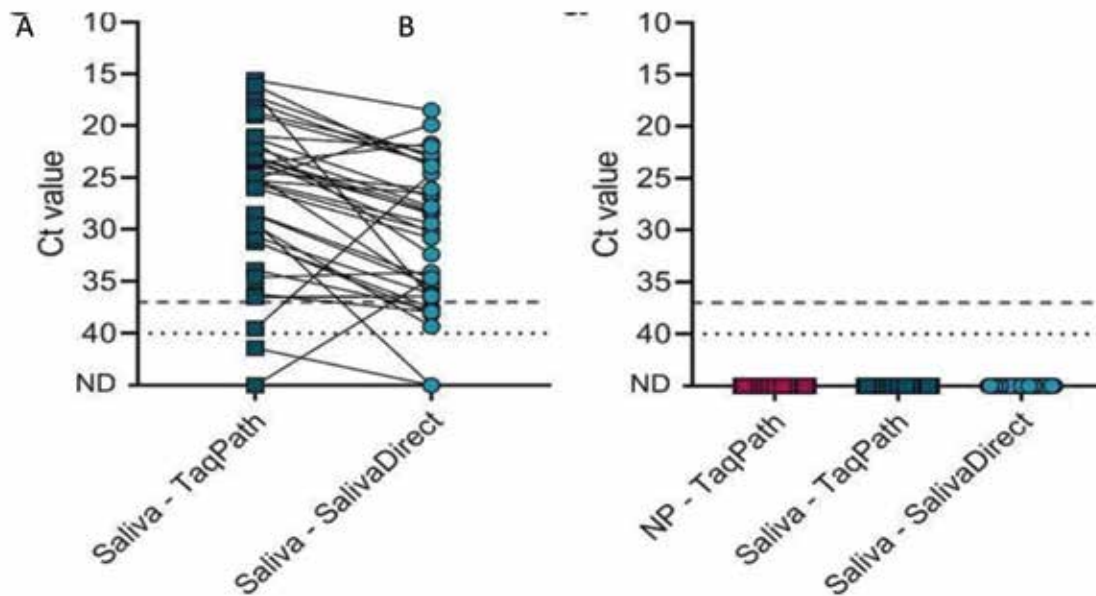 A
B
10
15
20
25
30
35
40
ND
Ct value
Saliva - TaqPath
Saliva - SalivaDirect
10
15
20
25
30
35
40
ND
Ct value
NP - TaqPath
Saliva - TaqPath
Saliva - SalivaDirect